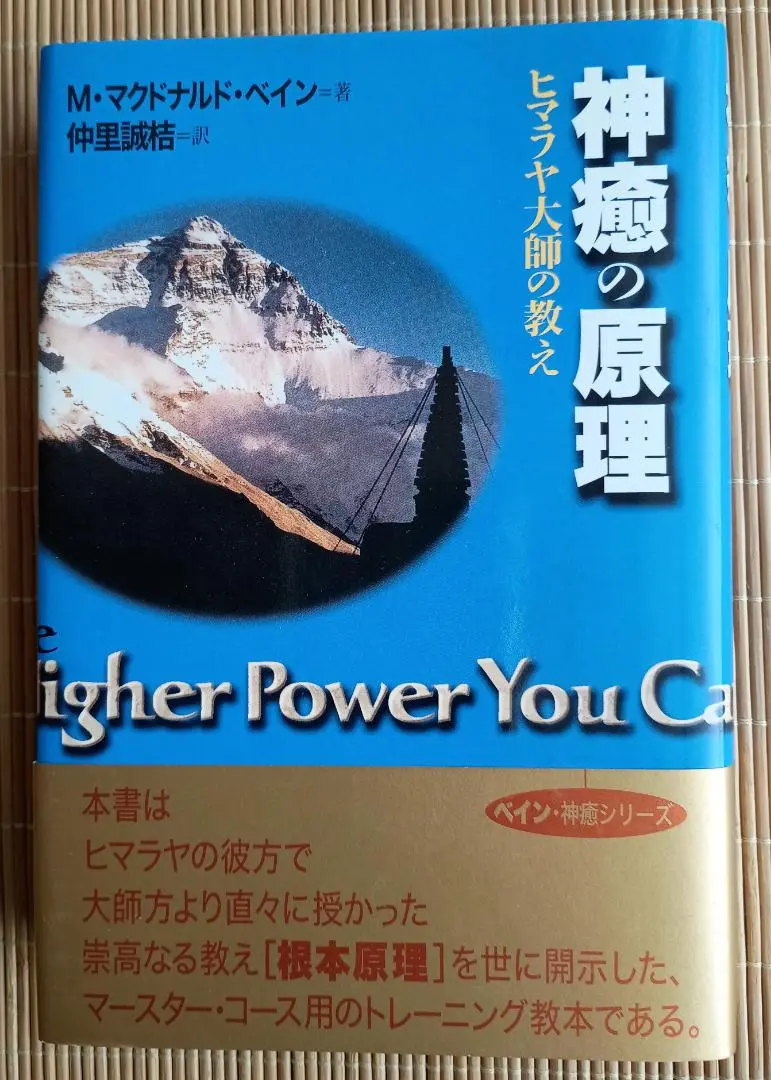 M・マクドナルド・ベイン=著
仲里誠桔=訳
神癒の原理
ヒマラヤ大師の教え
e
igher Power You Ca
ベイン・神癒シリーズ
本書は
ヒマラヤの彼方で
大師方より直々に授かった
崇高なる教え[根本原理]を世に開示した、
マースター・コース用のトレーニング教本である。